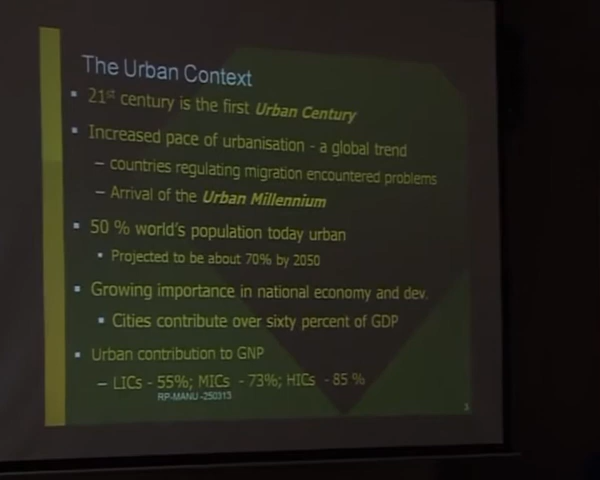 The Urban Context
▪ 21st century is the first Urban Century
▪ Increased pace of urbanisation - a global trend
– countries regulating migration encountered problems
– Arrival of the Urban Millennium
▪ 50 % world's population today urban
▪ Projected to be about 70% by 2050
▪ Growing importance in national economy and dev.
▪ Cities contribute over sixty percent of GDP
▪ Urban contribution to GNP
– LICs - 55%; MICs - 73%; HICs - 85 %
RP-MANU -250313
3